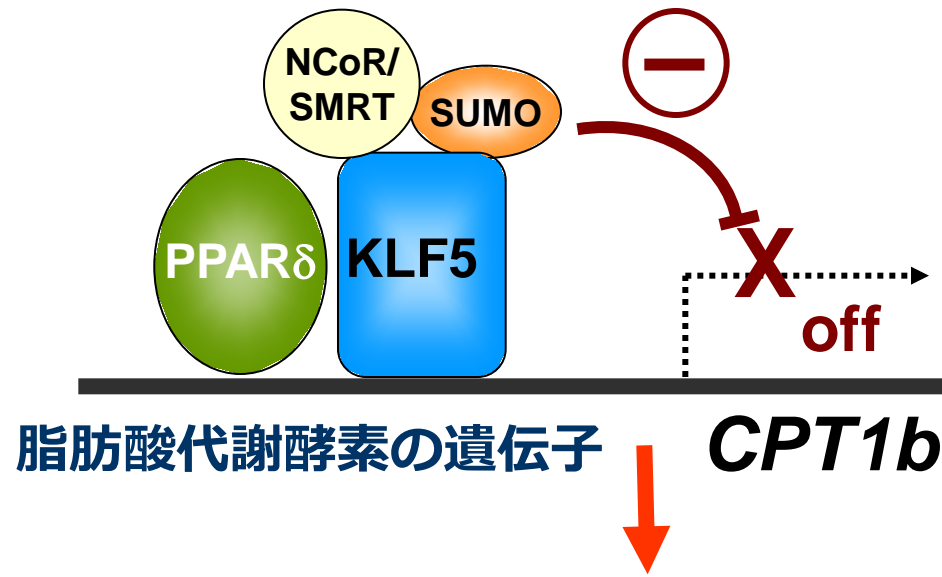 NCoR/
SMRT
SUMO
PPARδ
KLF5
X
off
脂肪酸代謝酵素の遺伝子
CPT1b